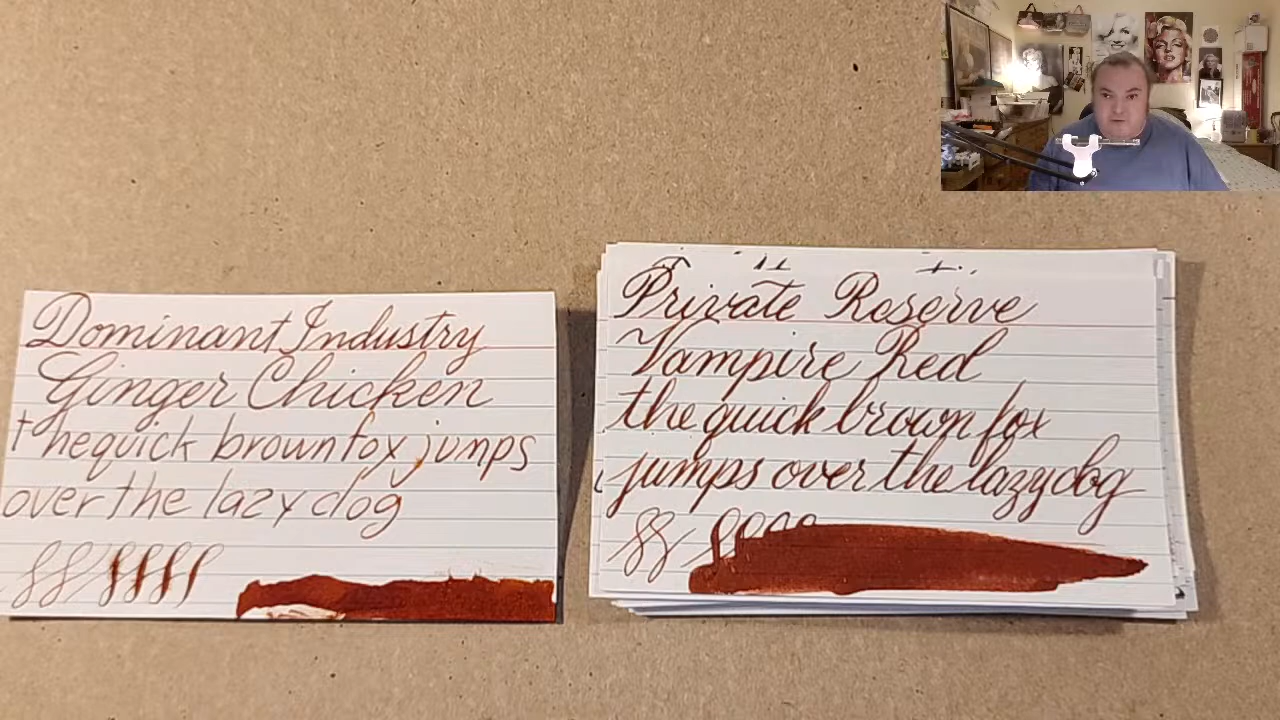 Dominant Industry
Ginger Chicken
the quick brown fox jumps
over the lazy dog
Private Reserve
Vampire Red
the quick brown fox
jumps over the lazy dog